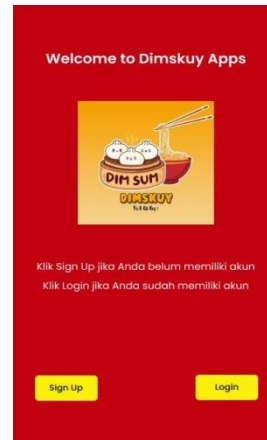 Welcome to Dimskuy Apps
DIM SUM
DIMSKUY
Klik Sign Up jika Anda belum memiliki akun
Klik Login jika Anda sudah memiliki akun
Sign Up
Login